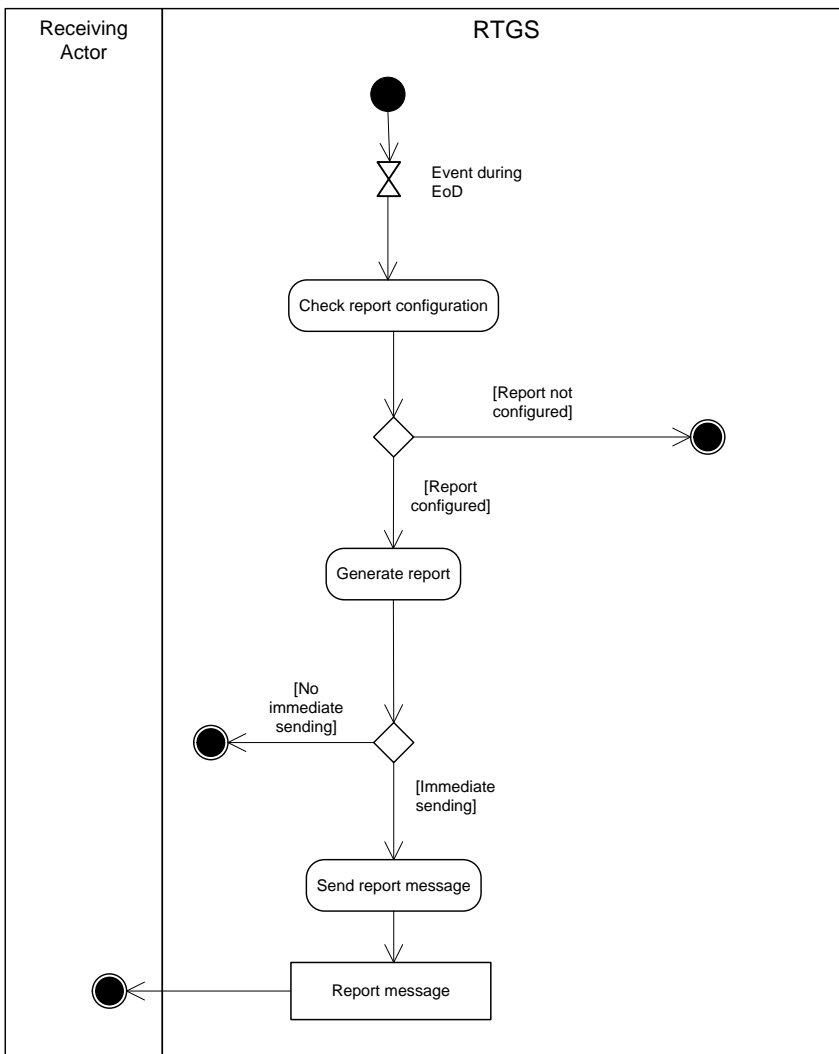 Receiving
Actor
RTGS
Event during
EoD
Check report configuration
[Report not
configured]
[Report
configured]
Generate report
[No
immediate
sending]
[Immediate
sending]
Send report message
Report message